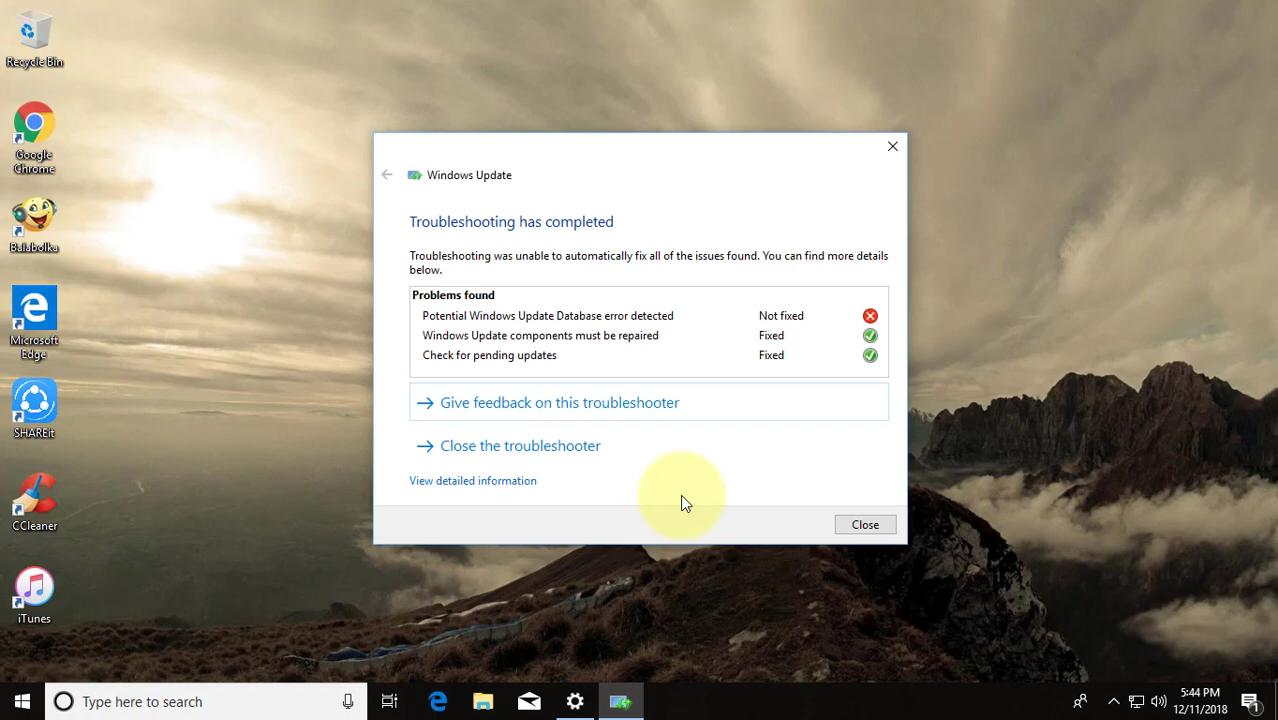 Recycle Bin
Google
Chrome
Balabolka
Microsoft
Edge
SHAREit
CCleaner
iTunes
Windows Update
Troubleshooting has completed
Troubleshooting was unable to automatically fix all of the issues found. You can find more details
below.
Problems found
Potential Windows Update Database error detected Not fixed
Windows Update components must be repaired Fixed
Check for pending updates Fixed
Give feedback on this troubleshooter
Close the troubleshooter
View detailed information
Close
Type here to search
5:44 PM
12/11/2018
1